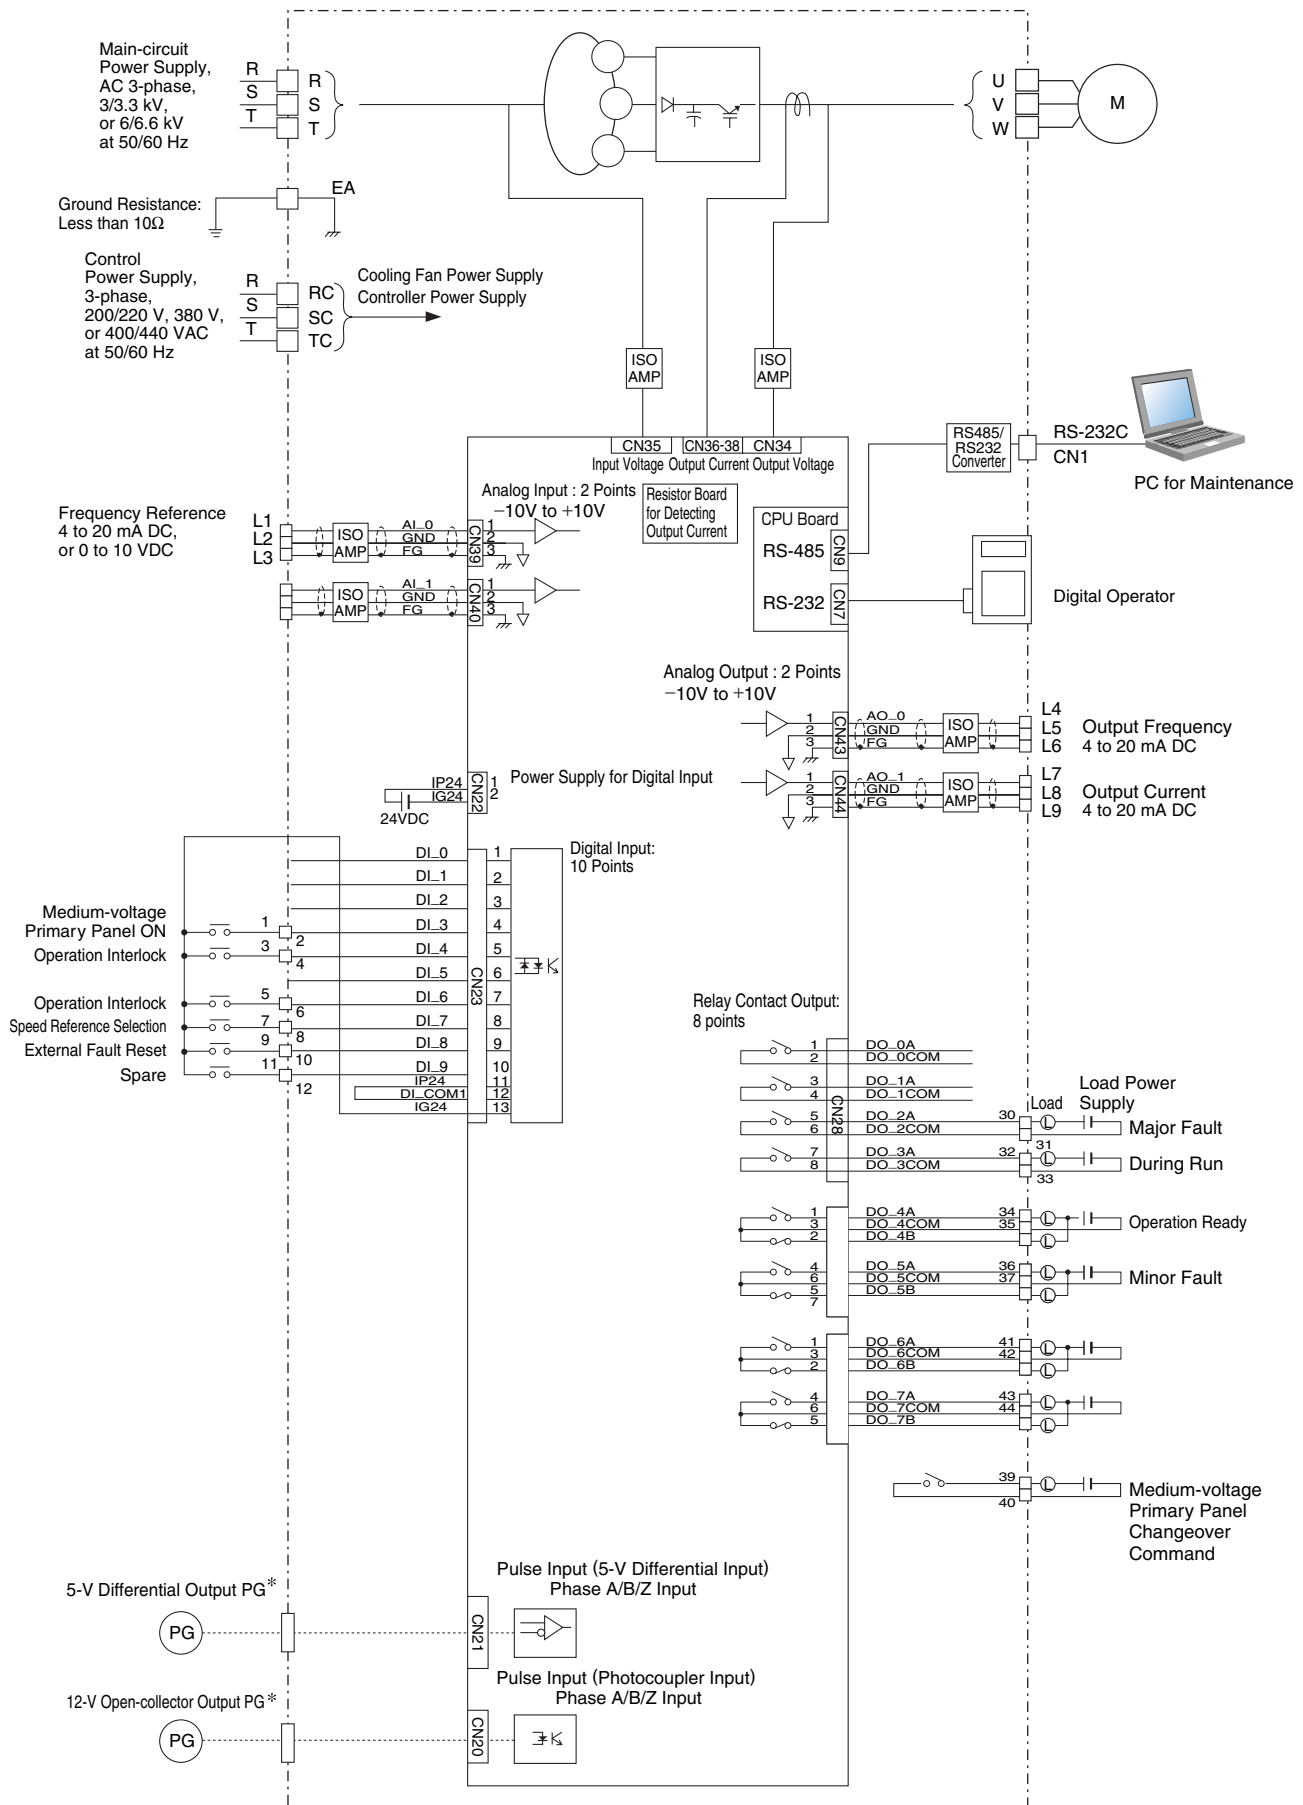 Main-circuit
Power Supply,
AC 3-phase,
3/3.3 kV,
or 6/6.6 kV
at 50/60 Hz
R
S
T
R
S
T
U
V
W
M
Ground Resistance:
Less than 10Ω
EA
Control
Power Supply,
3-phase,
200/220 V, 380 V,
or 400/440 VAC
at 50/60 Hz
R
S
T
RC
SC
TC
Cooling Fan Power Supply
Controller Power Supply
ISO
AMP
ISO
AMP
CN35
CN36-38
CN34
Input Voltage
Output Current
Output Voltage
RS485/
RS232
Converter
RS-232C
CN1
PC for Maintenance
Analog Input : 2 Points
−10V to +10V
Resistor Board
for Detecting
Output Current
CPU Board
RS-485
CN9
RS-232
CN7
Digital Operator
Frequency Reference
4 to 20 mA DC,
or 0 to 10 VDC
L1
L2
L3
ISO
AMP
AI_0
GND
FG
CN39
1
2
3
ISO
AMP
AI_1
GND
FG
CN40
1
2
3
Analog Output : 2 Points
−10V to +10V
1
2
3
CN43
AO_0
GND
FG
ISO
AMP
L4
L5
L6
Output Frequency
4 to 20 mA DC
1
2
3
CN44
AO_1
GND
FG
ISO
AMP
L7
L8
L9
Output Current
4 to 20 mA DC
IP24
IG24
24VDC
CN22
1
2
Power Supply for Digital Input
Digital Input:
10 Points
DI_0 1
DI_1 2
DI_2 3
Medium-voltage
Primary Panel ON
1
2
DI_3 4
Operation Interlock
3
4
DI_4 5
DI_5 6
CN23
Operation Interlock
5
6
DI_6 7
Speed Reference Selection
7
8
DI_7 8
External Fault Reset
9
10
DI_8 9
Spare
11
12
DI_9 10
IP24 11
DI_COM1 12
IG24 13
Relay Contact Output:
8 points
1 DO_0A
2 DO_0COM
3 DO_1A
4 DO_1COM
CN28
5 DO_2A 30
6 DO_2COM 31
Load
Load Power
Supply
L
Major Fault
7 DO_3A 32
8 DO_3COM 33
L
During Run
1 DO_4A 34
3 DO_4COM 35
2 DO_4B
L
L
Operation Ready
4 DO_5A 36
6 DO_5COM 37
5 DO_5B
7
L
L
Minor Fault
1 DO_6A 41
3 DO_6COM 42
2 DO_6B
L
L
4 DO_7A 43
6 DO_7COM 44
5 DO_7B
L
L
39
40
L
Medium-voltage
Primary Panel
Changeover
Command
5-V Differential Output PG*
PG
CN21
Pulse Input (5-V Differential Input)
Phase A/B/Z Input
12-V Open-collector Output PG*
PG
CN20
Pulse Input (Photocoupler Input)
Phase A/B/Z Input